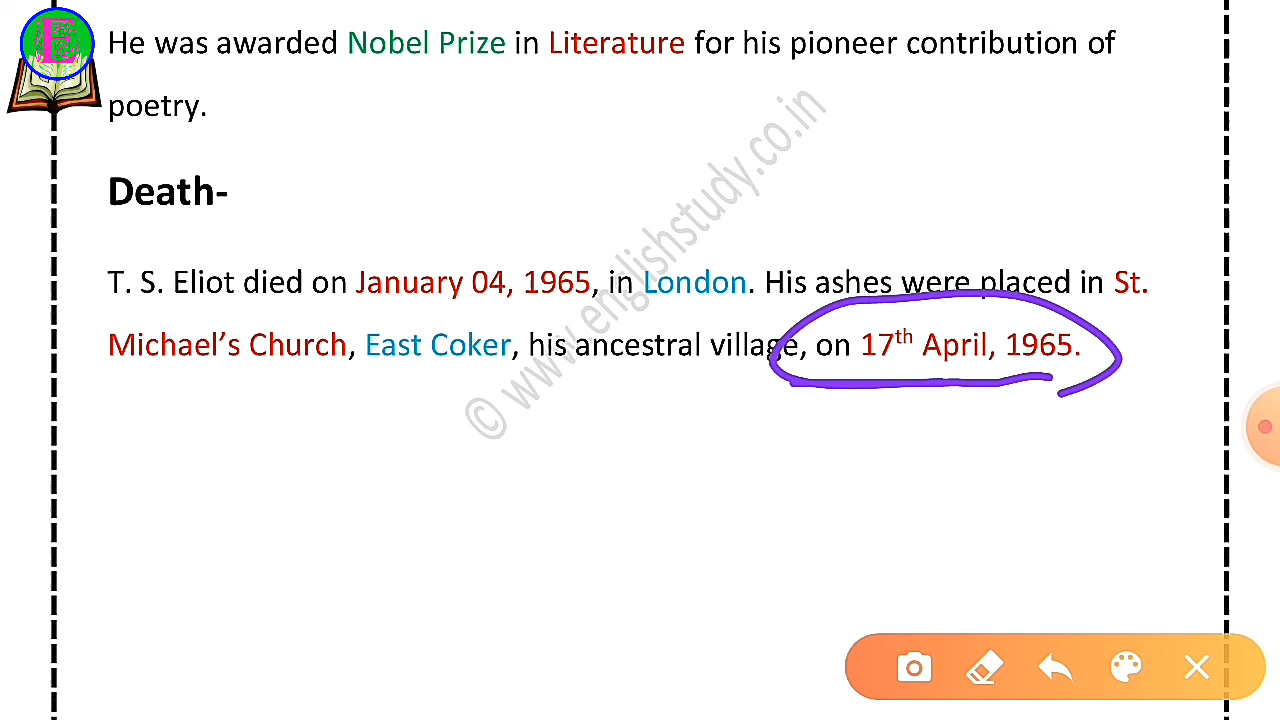 E
He was awarded Nobel Prize in Literature for his pioneer contribution of
poetry.
Death-
T. S. Eliot died on January 04, 1965, in London. His ashes were placed in St.
Michael’s Church, East Coker, his ancestral village, on 17th April, 1965.
© www.englishstudy.co.in